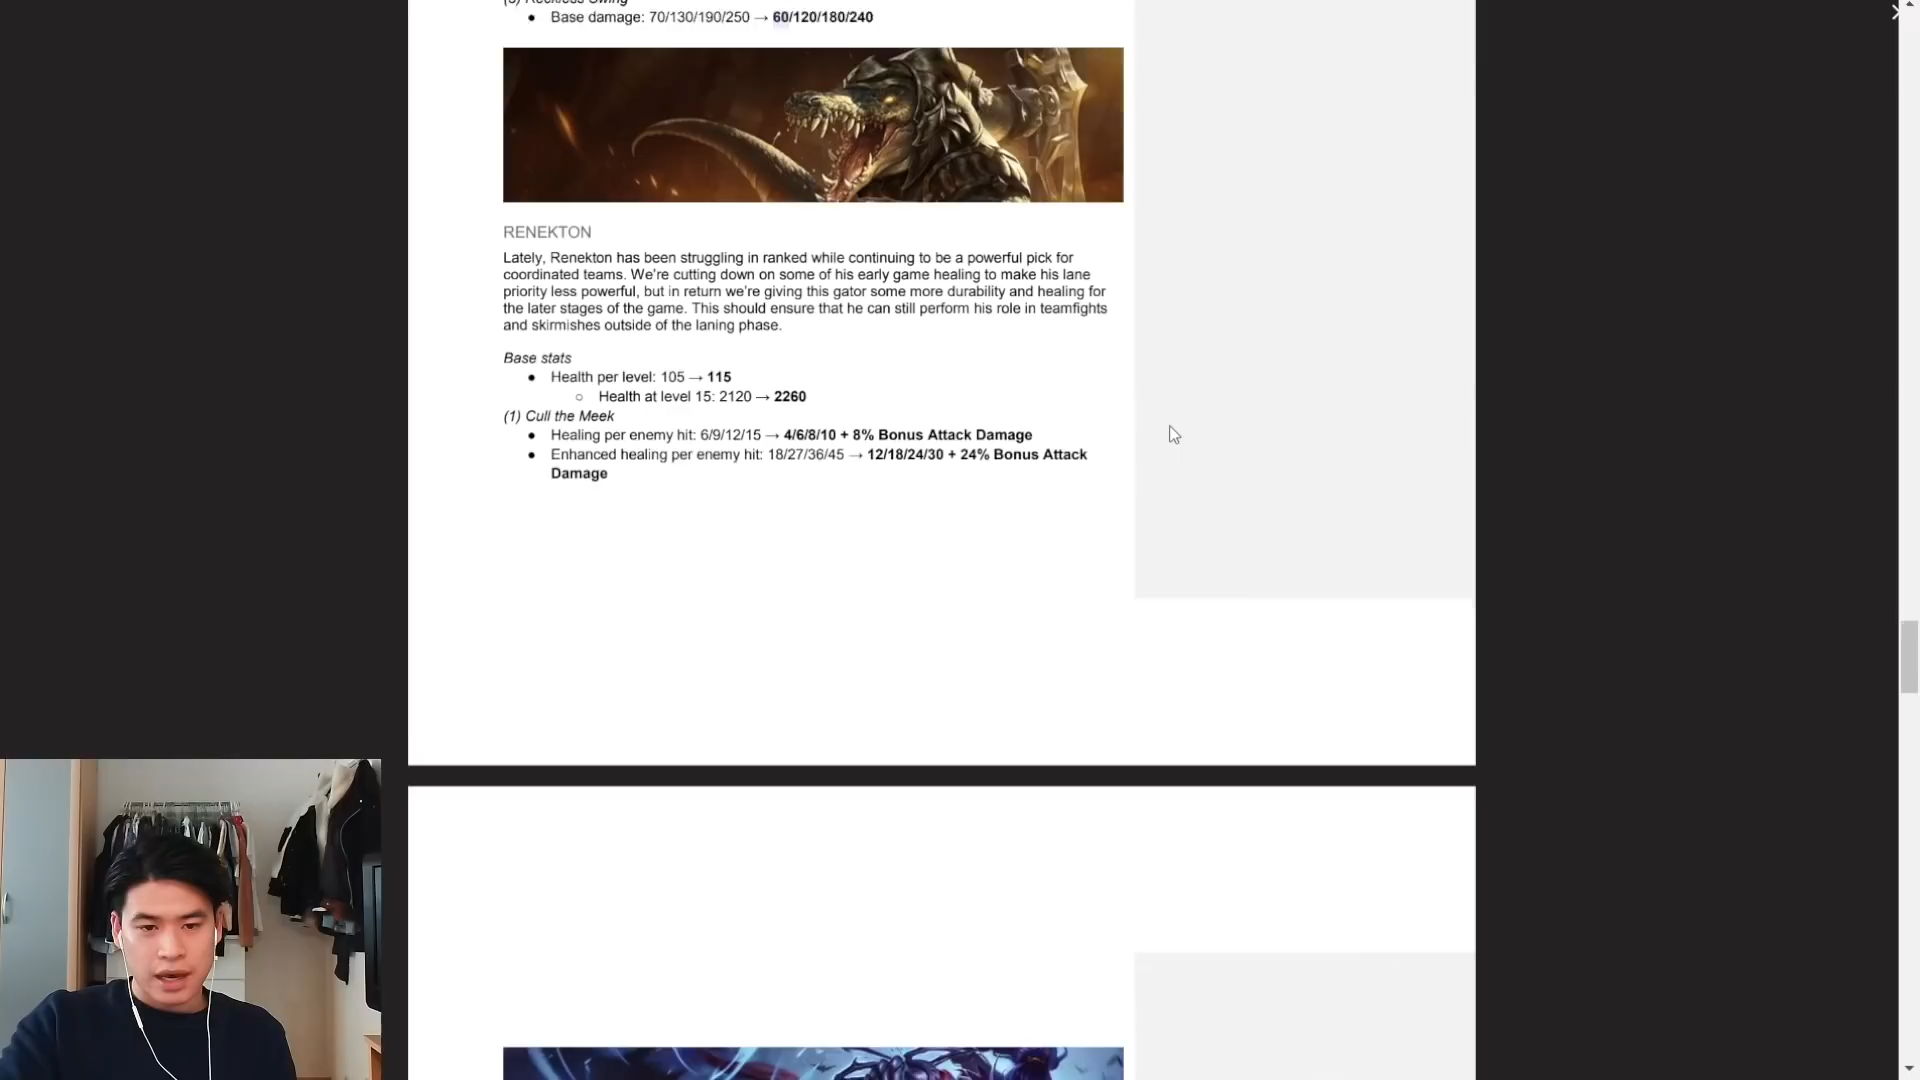 (3) Reckless Swing
● Base damage: 70/130/190/250 → 60/120/180/240
RENEKTON
Lately, Renekton has been struggling in ranked while continuing to be a powerful pick for
coordinated teams. We're cutting down on some of his early game healing to make his lane
priority less powerful, but in return we're giving this gator some more durability and healing for
the later stages of the game. This should ensure that he can still perform his role in teamfights
and skirmishes outside of the laning phase.
Base stats
● Health per level: 105 → 115
○ Health at level 15: 2120 → 2260
(1) Cull the Meek
● Healing per enemy hit: 6/9/12/15 → 4/6/8/10 + 8% Bonus Attack Damage
● Enhanced healing per enemy hit: 18/27/36/45 → 12/18/24/30 + 24% Bonus Attack
Damage